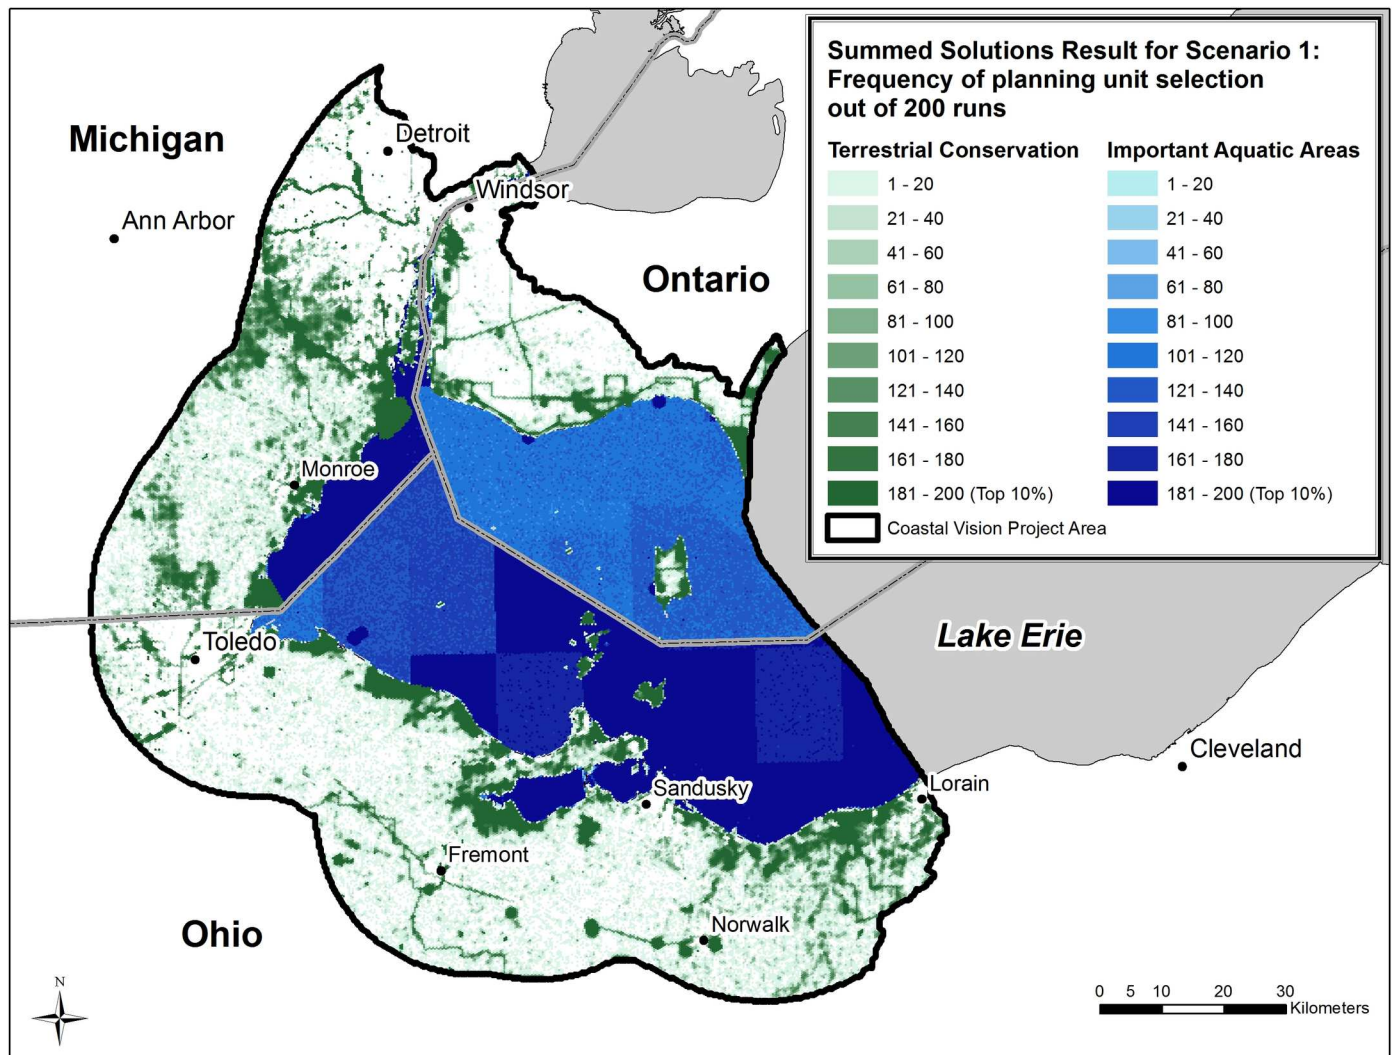 Summed Solutions Result for Scenario 1:
Frequency of planning unit selection
out of 200 runs
Terrestrial Conservation
1 - 20
21 - 40
41 - 60
61 - 80
81 - 100
101 - 120
121 - 140
141 - 160
161 - 180
181 - 200 (Top 10%)
Important Aquatic Areas
1 - 20
21 - 40
41 - 60
61 - 80
81 - 100
101 - 120
121 - 140
141 - 160
161 - 180
181 - 200 (Top 10%)
Coastal Vision Project Area
Michigan
Detroit
Windsor
Ann Arbor
Ontario
Monroe
Toledo
Lake Erie
Cleveland
Sandusky
Lorain
Fremont
Norwalk
Ohio
N
0 5 10 20 30
Kilometers